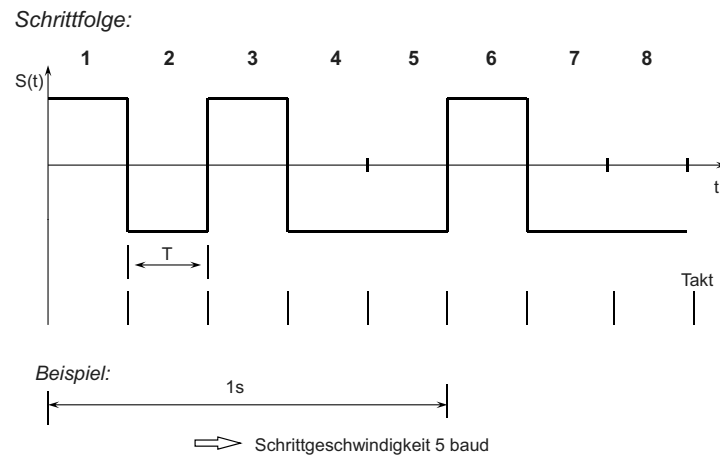 Schrittfolge:
1 2 3 4 5 6 7 8
S(t)
t
T
Takt
Beispiel:
1s
Schrittgeschwindigkeit 5 baud